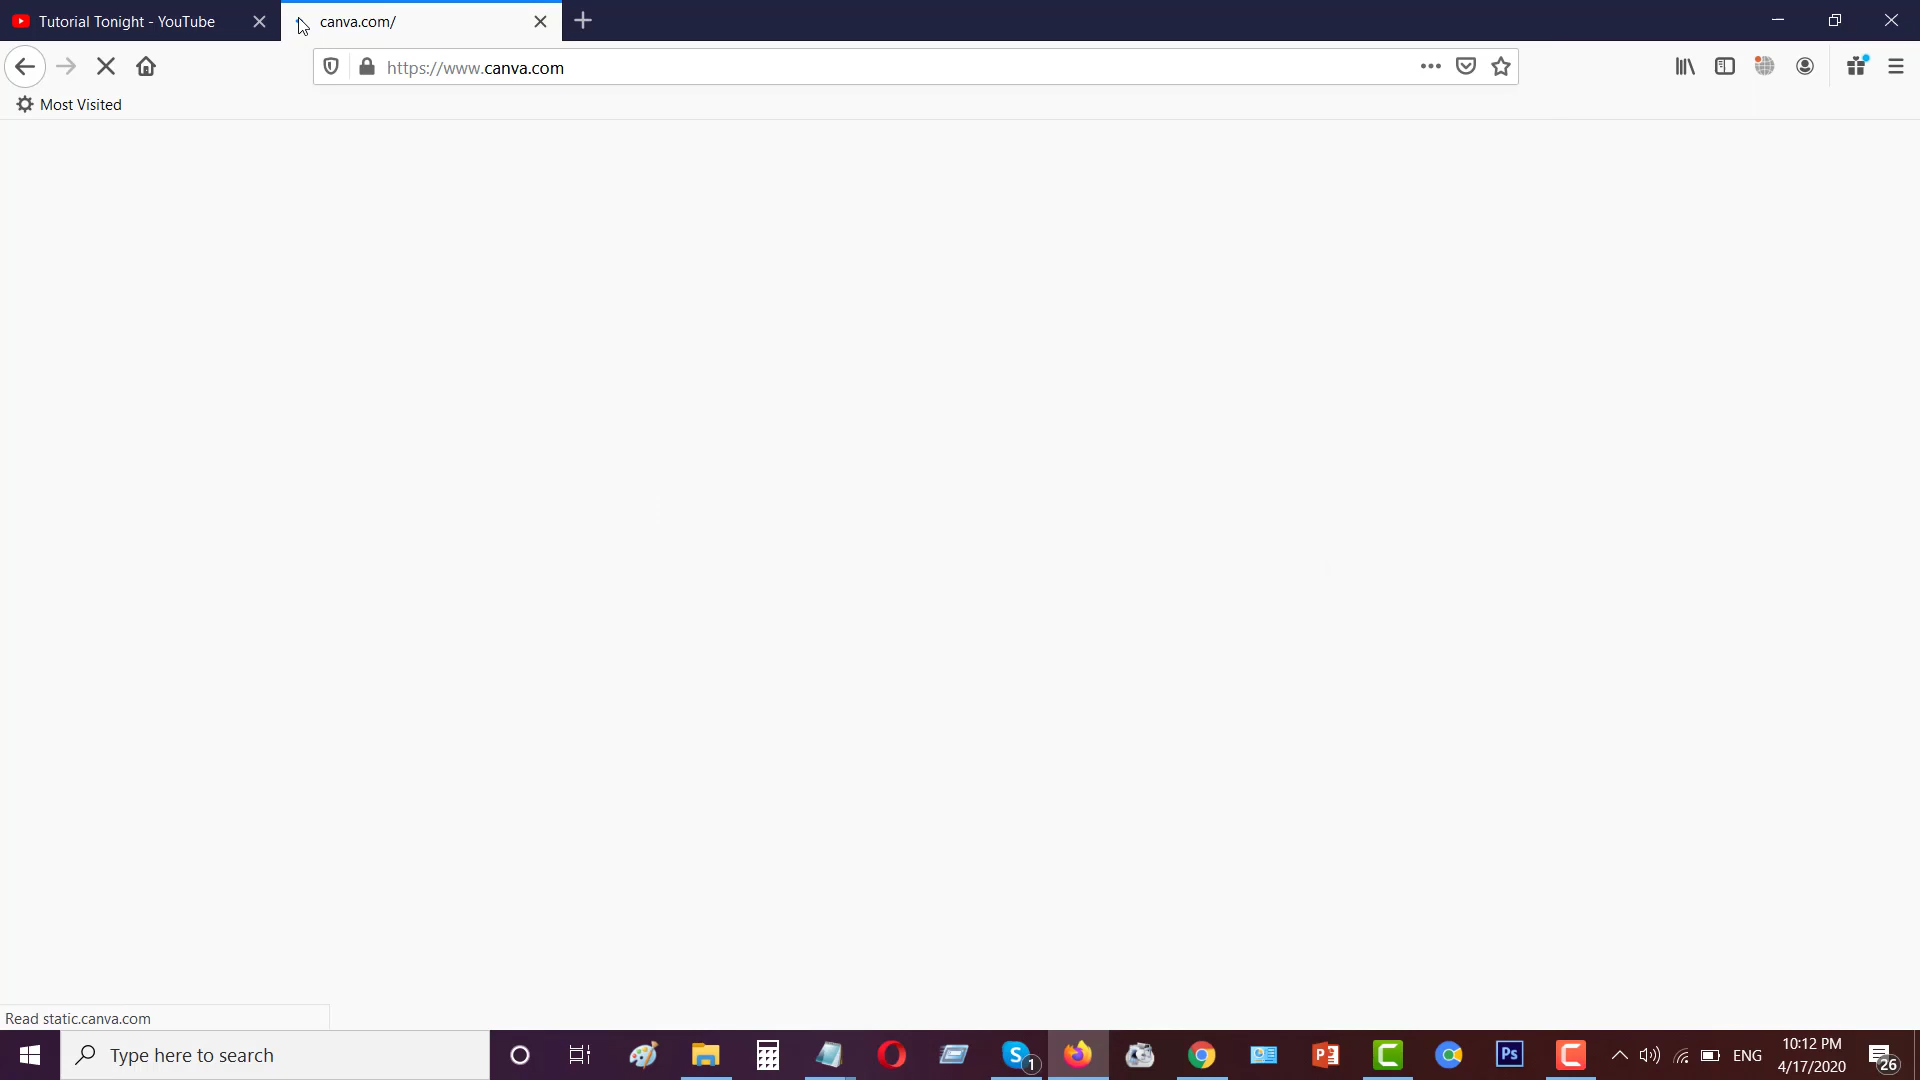 Tutorial Tonight - YouTube
canva.com/
https://www.canva.com
Most Visited
Read static.canva.com
Type here to search
S
1
P
C
Ps
C
ENG
10:12 PM
4/17/2020
26